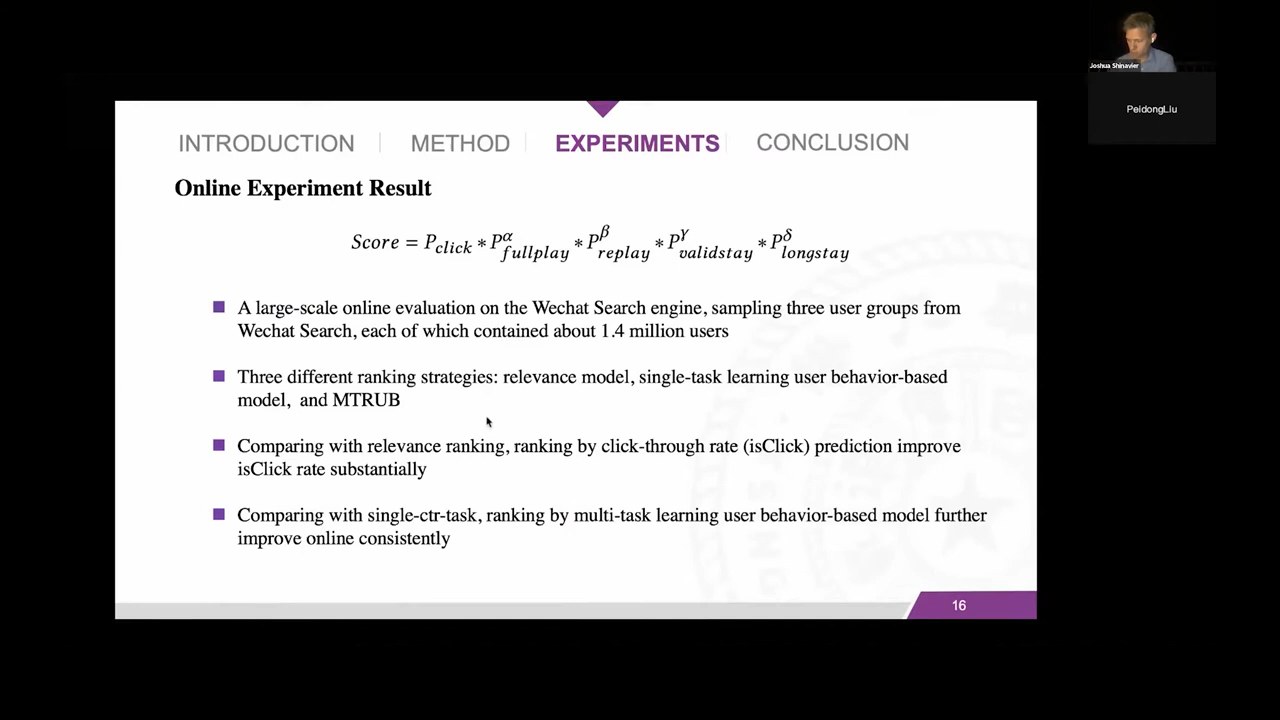 Joshua Shinavier
PeidongLiu
INTRODUCTION | METHOD | EXPERIMENTS | CONCLUSION
Online Experiment Result
Score = P_click * P^α_fullplay * P^β_replay * P^γ_validstay * P^δ_longstay
A large-scale online evaluation on the Wechat Search engine, sampling three user groups from
Wechat Search, each of which contained about 1.4 million users
Three different ranking strategies: relevance model, single-task learning user behavior-based
model, and MTRUB
Comparing with relevance ranking, ranking by click-through rate (isClick) prediction improve
isClick rate substantially
Comparing with single-ctr-task, ranking by multi-task learning user behavior-based model further
improve online consistently
16